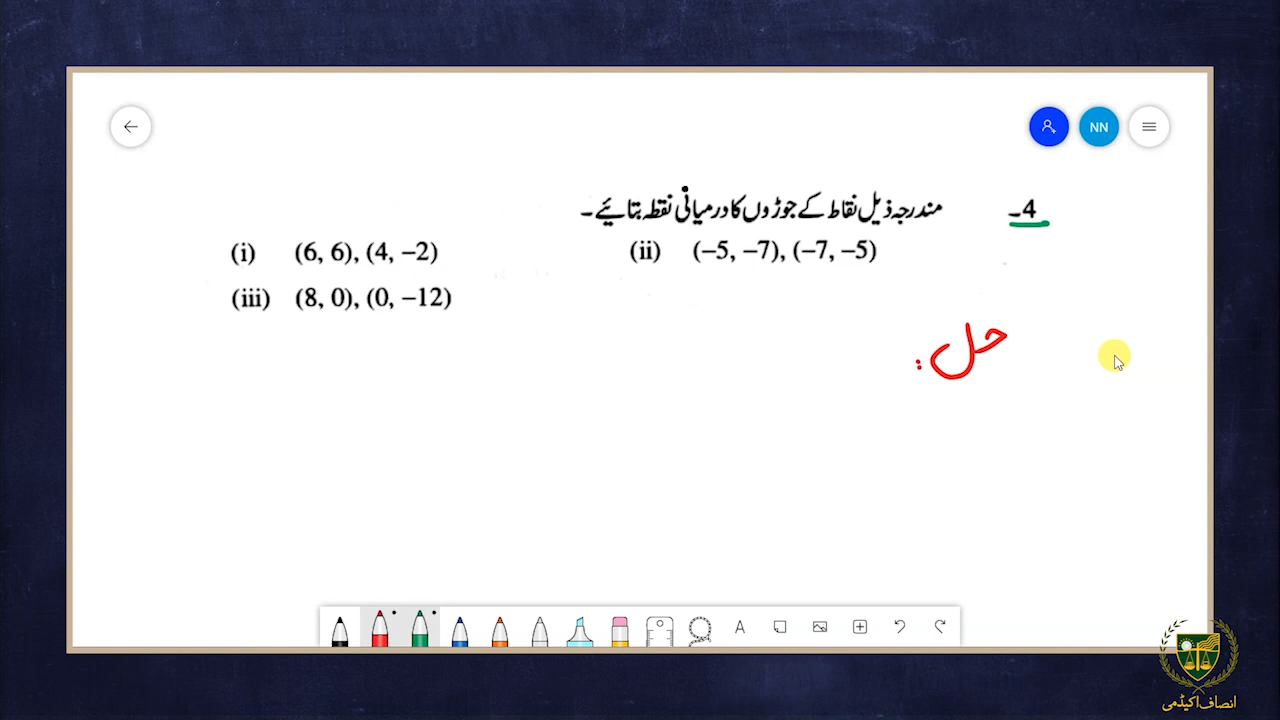 NN
4۔ مندرجہ ذیل نقاط کے جوڑوں کا درمیانی نقطہ بتائیے۔
(i) (6, 6), (4, −2) (ii) (−5, −7), (−7, −5)
(iii) (8, 0), (0, −12)
حل :
A
انصاف اکیڈمی